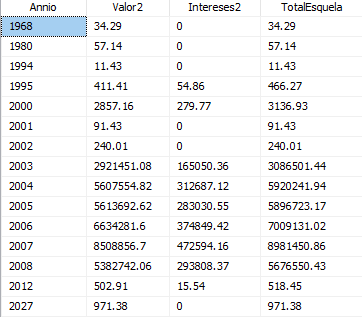 Annio Valor2 Intereses2 TotalEsquela
1968 34.29 0 34.29
1980 57.14 0 57.14
1994 11.43 0 11.43
1995 411.41 54.86 466.27
2000 2857.16 279.77 3136.93
2001 91.43 0 91.43
2002 240.01 0 240.01
2003 2921451.08 165050.36 3086501.44
2004 5607554.82 312687.12 5920241.94
2005 5613692.62 283030.55 5896723.17
2006 6634281.6 374849.42 7009131.02
2007 8508856.7 472594.16 8981450.86
2008 5382742.06 293808.37 5676550.43
2012 502.91 15.54 518.45
2027 971.38 0 971.38